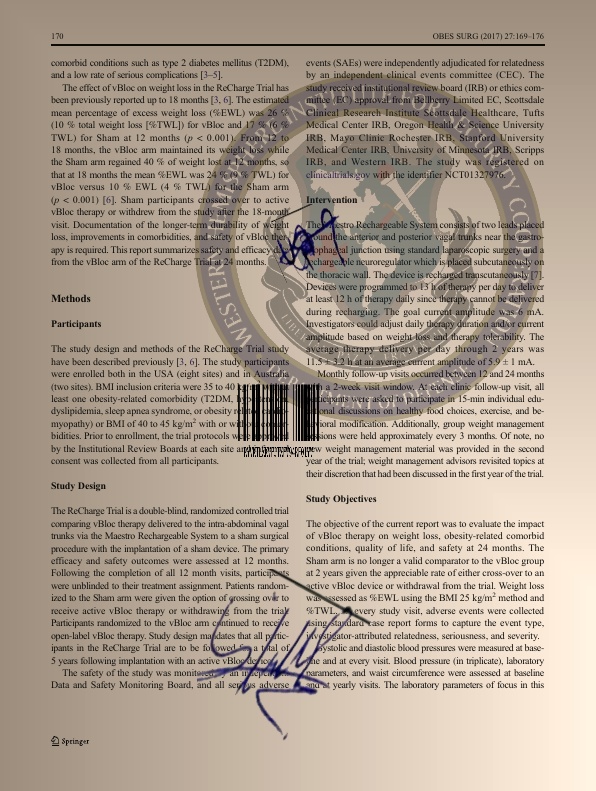 170
OBES SURG (2017) 27:169–176
comorbid conditions such as type 2 diabetes mellitus (T2DM),
and a low rate of serious complications [3–5].
The effect of vBloc on weight loss in the ReCharge Trial has
been previously reported up to 18 months [3, 6]. The estimated
mean percentage of excess weight loss (%EWL) was 26 %
(10 % total weight loss [%TWL]) for vBloc and 17 % (6 %
TWL) for Sham at 12 months (p < 0.001). From 12 to
18 months, the vBloc arm maintained its weight loss while
the Sham arm regained 40 % of weight lost at 12 months, so
that at 18 months the mean %EWL was 24 % (9 % TWL) for
vBloc versus 10 % EWL (4 % TWL) for the Sham arm
(p < 0.001) [6]. Sham participants crossed over to active
vBloc therapy or withdrew from the study after the 18-month
visit. Documentation of the longer-term durability of weight
loss, improvements in comorbidities, and safety of vBloc ther-
apy is required. This report summarizes safety and efficacy data
from the vBloc arm of the ReCharge Trial at 24 months.
Methods
Participants
The study design and methods of the ReCharge Trial study
have been described previously [3, 6]. The study participants
were enrolled both in the USA (eight sites) and in Australia
(two sites). BMI inclusion criteria were 35 to 40
least one obesity-related comorbidity (T2DM,
dyslipidemia, sleep apnea syndrome, or obesity
myopathy) or BMI of 40 to 45 kg/m² with or
bidities. Prior to enrollment, the trial protocols were
by the Institutional Review Boards at each site and
consent was collected from all participants.
Study Design
The ReCharge Trial is a double-blind, randomized controlled trial
comparing vBloc therapy delivered to the intra-abdominal vagal
trunks via the Maestro Rechargeable System to a sham surgical
procedure with the implantation of a sham device. The primary
efficacy and safety outcomes were assessed at 12 months.
Following the completion of all 12 month visits, participants
were unblinded to their treatment assignment. Patients random-
ized to the Sham arm were given the option of crossing over to
receive active vBloc therapy or withdrawing from the trial.
Participants randomized to the vBloc arm continued to receive
open-label vBloc therapy. Study design mandates that all partic-
ipants in the ReCharge Trial are to be followed for a total of
5 years following implantation with an active vBloc device.
The safety of the study was monitored by an independent
Data and Safety Monitoring Board, and all serious adverse
events (SAEs) were independently adjudicated for relatedness
by an independent clinical events committee (CEC). The
study received institutional review board (IRB) or ethics com-
mittee (EC) approval from Bellberry Limited EC, Scottsdale
Clinical Research Institute Scottsdale Healthcare, Tufts
Medical Center IRB, Oregon Health & Science University
IRB, Mayo Clinic Rochester IRB, Stanford University
Medical Center IRB, University of Minnesota IRB, Scripps
IRB, and Western IRB. The study was registered on
clinicaltrials.gov with the identifier NCT01327976.
Intervention
The Maestro Rechargeable System consists of two leads placed
around the anterior and posterior vagal trunks near the gastro-
esophageal junction using standard laparoscopic surgery and a
rechargeable neuroregulator which is placed subcutaneously on
the thoracic wall. The device is recharged transcutaneously [7].
Devices were programmed to 13 h of therapy per day to deliver
at least 12 h of therapy daily since therapy cannot be delivered
during recharging. The goal current amplitude was 6 mA.
Investigators could adjust daily therapy duration and/or current
amplitude based on weight loss and therapy tolerability. The
average therapy delivery per day through 2 years was
11.5 ± 3.2 h at an average current amplitude of 5.9 ± 1 mA.
Monthly follow-up visits occurred between 12 and 24 months
with a 2-week visit window. At each clinic follow-up visit, all
participants were asked to participate in 15-min individual edu-
cational discussions on healthy food choices, exercise, and be-
havioral modification. Additionally, group weight management
sessions were held approximately every 3 months. Of note, no
new weight management material was provided in the second
year of the trial; weight management advisors revisited topics at
their discretion that had been discussed in the first year of the trial.
Study Objectives
The objective of the current report was to evaluate the impact
of vBloc therapy on weight loss, obesity-related comorbid
conditions, quality of life, and safety at 24 months. The
Sham arm is no longer a valid comparator to the vBloc group
at 2 years given the appreciable rate of either cross-over to an
active vBloc device or withdrawal from the trial. Weight loss
was assessed as %EWL using the BMI 25 kg/m² method and
%TWL. At every study visit, adverse events were collected
using standard case report forms to capture the event type,
investigator-attributed relatedness, seriousness, and severity.
Systolic and diastolic blood pressures were measured at base-
line and at every visit. Blood pressure (in triplicate), laboratory
parameters, and waist circumference were assessed at baseline
and at yearly visits. The laboratory parameters of focus in this
Springer